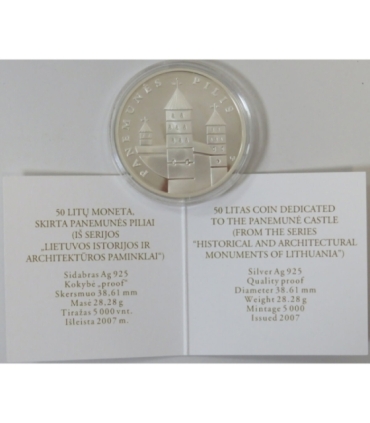 PANEMUNĖS PILIS
50 LITŲ MONETA,
SKIRTA PANEMUNĖS PILIAI
(IŠ SERIJOS
„LIETUVOS ISTORIJOS IR
ARCHITEKTŪROS PAMINKLAI“)
Sidabras Ag 925
Kokybė „proof“
Skersmuo 38,61 mm
Masė 28,28 g
Tiražas 5 000 vnt.
Išleista 2007 m.
50 LITAS COIN DEDICATED
TO THE PANEMUNĖ CASTLE
(FROM THE SERIES
“HISTORICAL AND ARCHITECTURAL
MONUMENTS OF LITHUANIA”)
Silver Ag 925
Quality proof
Diameter 38.61 mm
Weight 28.28 g
Mintage 5 000
Issued 2007